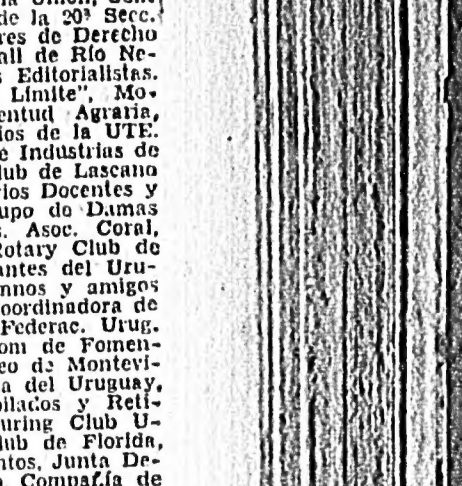 la Unión,
de la 20ª Secc.
res de Derecho
all de Río Ne-
s Editorialistas.
Límite", Mo-
entud Agraria,
ios de la UTE.
e Industrias de
lub de Lascano
rios Docentes y
upo de Damas
s. Asoc. Coral,
Rotary Club de
antes del Uru-
mnos y amigos
oordinadora de
Federac. Urug.
om de Fomen-
eo de Montevi-
a del Uruguay,
bilados y Reti-
uring Club U-
lub de Florida,
ntos, Junta De-
Compañía de